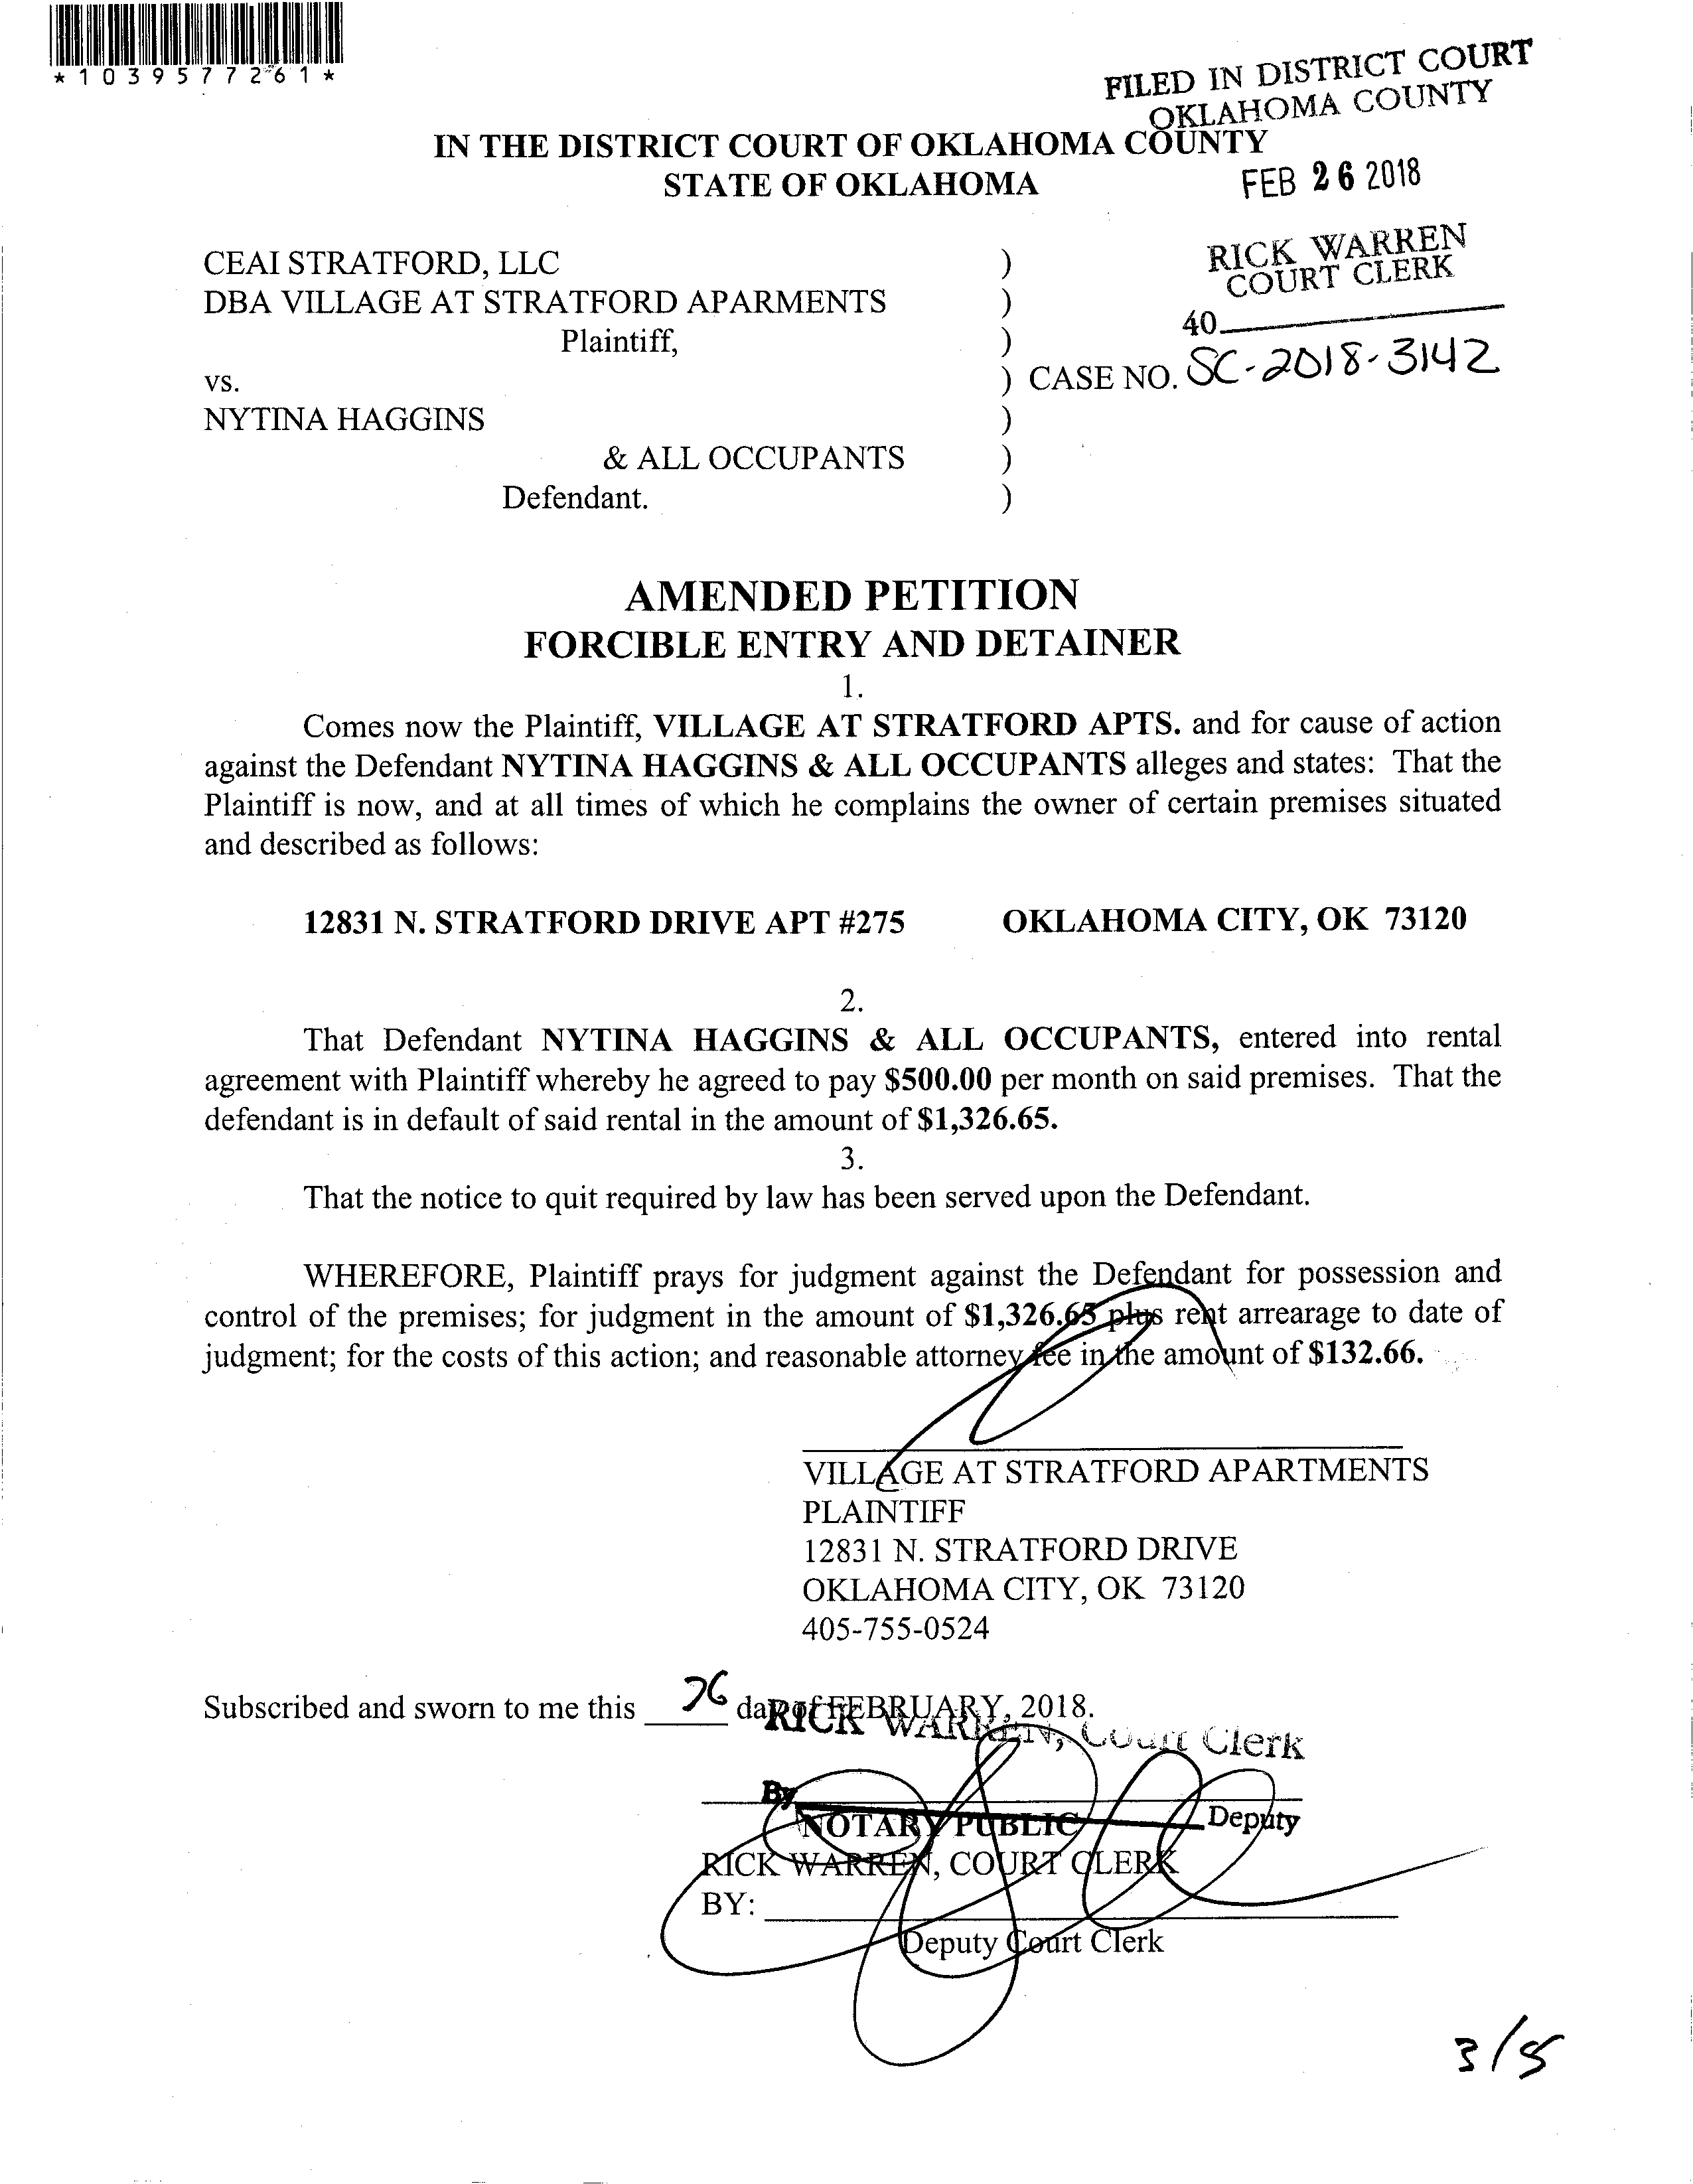 *1039577261*
FILED IN DISTRICT COURT
OKLAHOMA COUNTY
IN THE DISTRICT COURT OF OKLAHOMA COUNTY
STATE OF OKLAHOMA
FEB 26 2018
RICK WARREN
COURT CLERK
40
CEAI STRATFORD, LLC )
DBA VILLAGE AT STRATFORD APARMENTS )
Plaintiff, )
vs. ) CASE NO. SC-2018-3142
NYTINA HAGGINS )
& ALL OCCUPANTS )
Defendant. )
AMENDED PETITION
FORCIBLE ENTRY AND DETAINER
1.
Comes now the Plaintiff, VILLAGE AT STRATFORD APTS. and for cause of action
against the Defendant NYTINA HAGGINS & ALL OCCUPANTS alleges and states: That the
Plaintiff is now, and at all times of which he complains the owner of certain premises situated
and described as follows:
12831 N. STRATFORD DRIVE APT #275 OKLAHOMA CITY, OK 73120
2.
That Defendant NYTINA HAGGINS & ALL OCCUPANTS, entered into rental
agreement with Plaintiff whereby he agreed to pay $500.00 per month on said premises. That the
defendant is in default of said rental in the amount of $1,326.65.
3.
That the notice to quit required by law has been served upon the Defendant.
WHEREFORE, Plaintiff prays for judgment against the Defendant for possession and
control of the premises; for judgment in the amount of $1,326.65 plus rent arrearage to date of
judgment; for the costs of this action; and reasonable attorney fee in the amount of $132.66.
VILLAGE AT STRATFORD APARTMENTS
PLAINTIFF
12831 N. STRATFORD DRIVE
OKLAHOMA CITY, OK 73120
405-755-0524
Subscribed and sworn to me this 26 day of FEBRUARY, 2018.
RICK WARREN, Court Clerk
By
NOTARY PUBLIC Deputy
RICK WARREN, COURT CLERK
BY:
Deputy Court Clerk
3/5